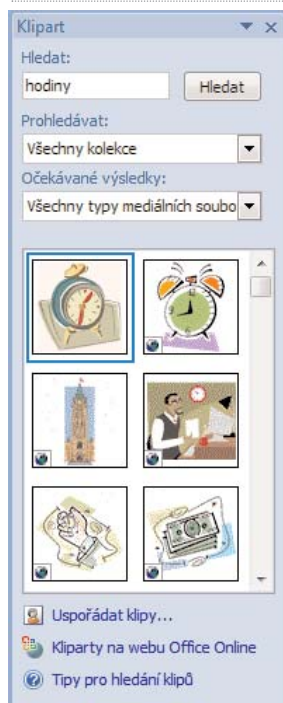 Klipart
Hledat:
hodiny
Hledat
Prohledávat:
Všechny kolekce
Očekávané výsledky:
Všechny typy mediálních soubo
Uspořádat klipy...
Kliparty na webu Office Online
Tipy pro hledání klipů